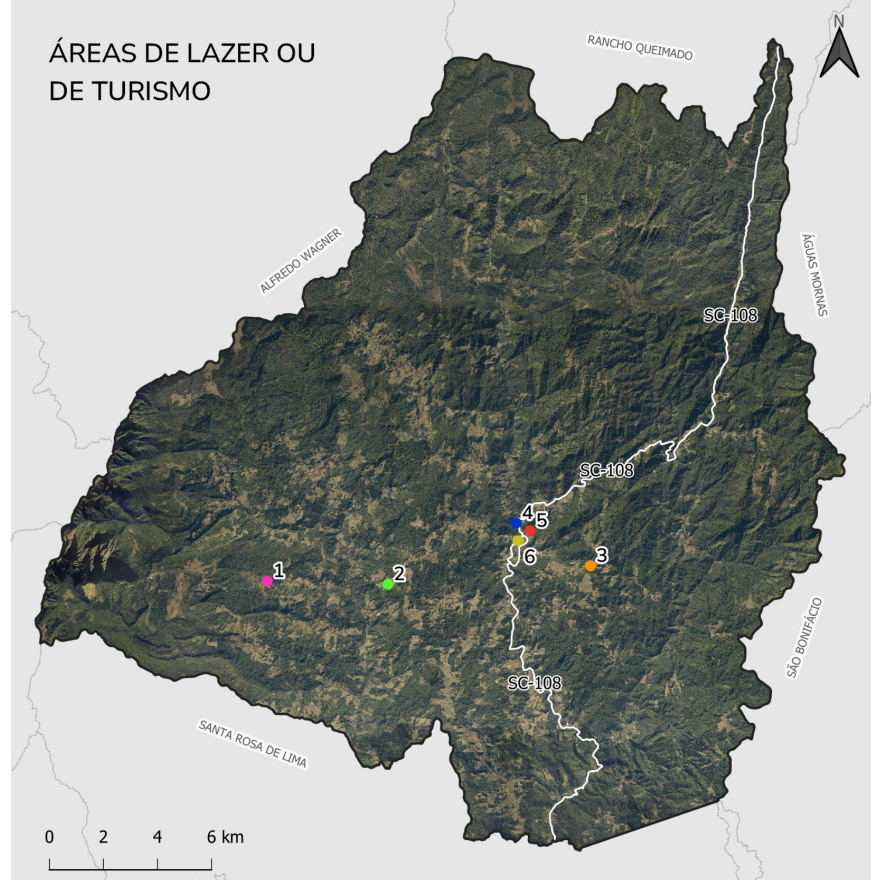 ÁREAS DE LAZER OU
DE TURISMO
N
RANCHO QUEIMADO
ALFREDO WAGNER
ÁGUAS MORNAS
SC-108
SC-108
4
5
6
3
1
2
SÃO BONIFÁCIO
SC-108
SANTA ROSA DE LIMA
0 2 4 6 km